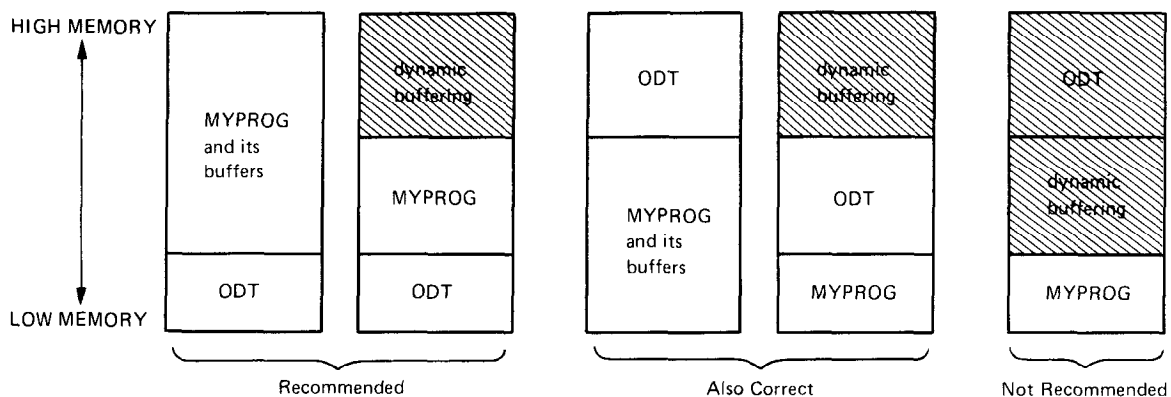 HIGH MEMORY
LOW MEMORY
MYPROG
and its
buffers
ODT
dynamic
buffering
MYPROG
ODT
Recommended
ODT
MYPROG
and its
buffers
dynamic
buffering
ODT
MYPROG
Also Correct
ODT
dynamic
buffering
MYPROG
Not Recommended